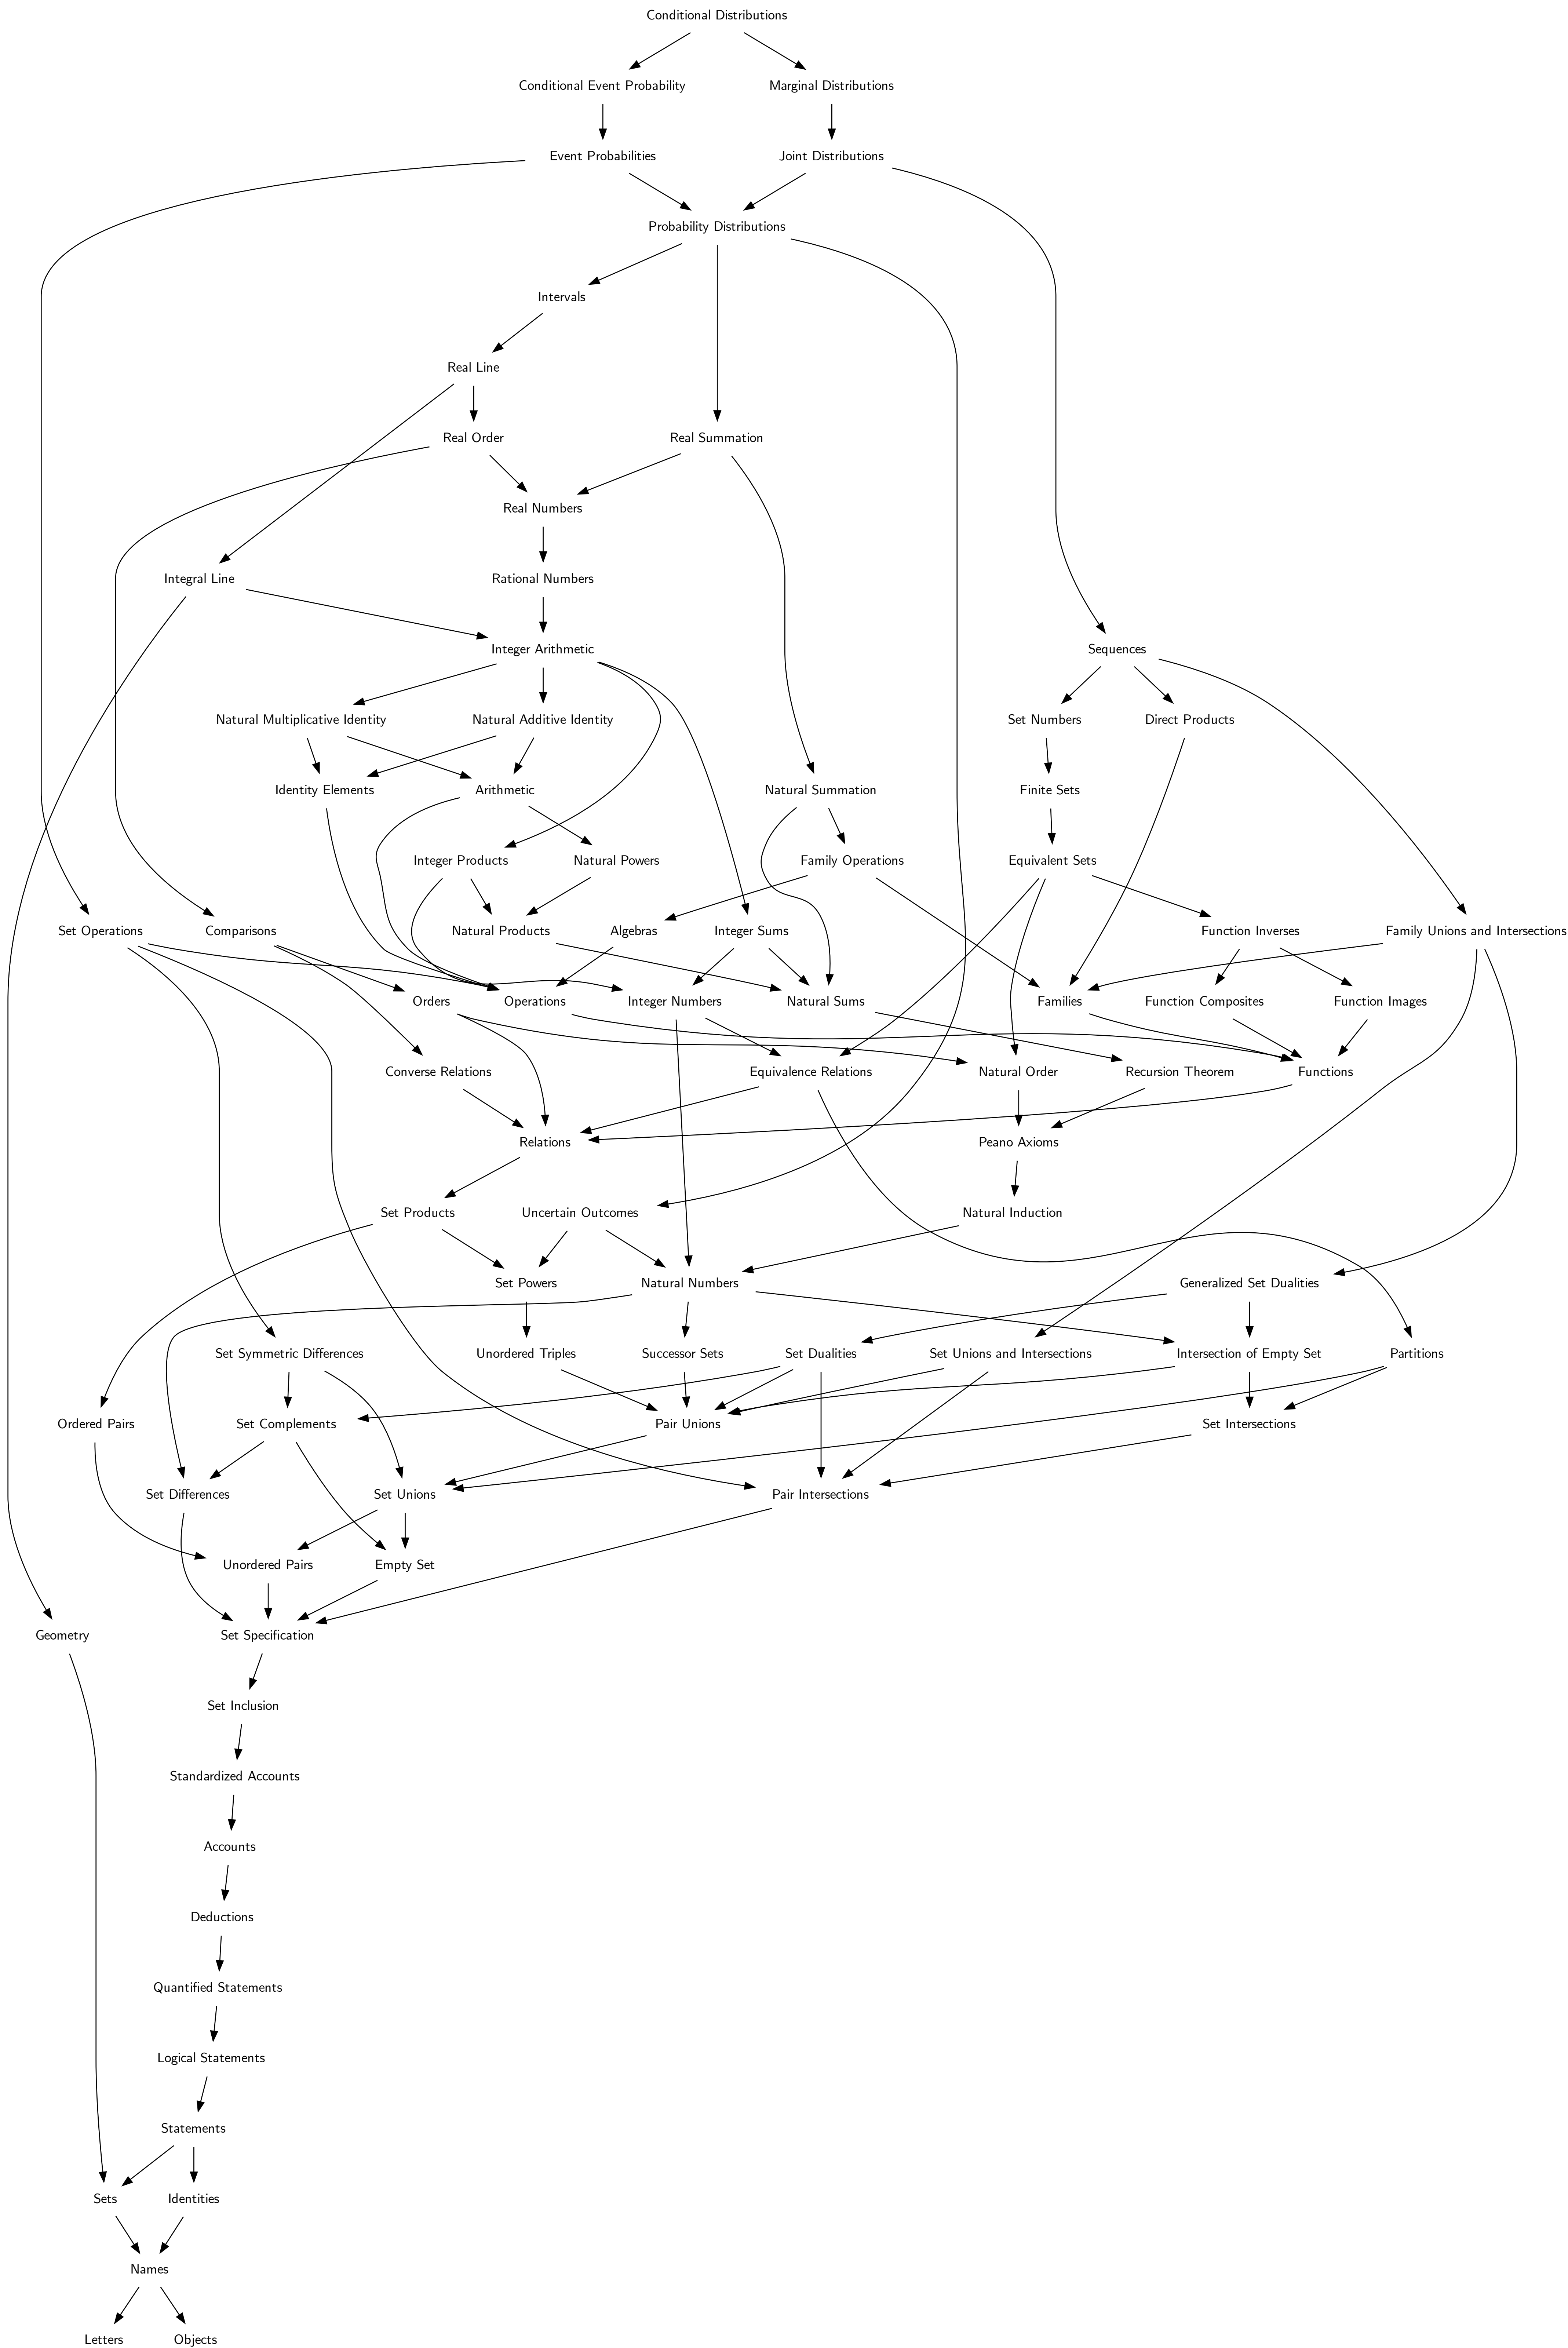 Conditional Distributions
Conditional Event Probability
Marginal Distributions
Event Probabilities
Joint Distributions
Probability Distributions
Intervals
Real Line
Real Order
Real Summation
Real Numbers
Integral Line
Rational Numbers
Integer Arithmetic
Sequences
Natural Multiplicative Identity
Natural Additive Identity
Set Numbers
Direct Products
Identity Elements
Arithmetic
Natural Summation
Finite Sets
Integer Products
Natural Powers
Family Operations
Equivalent Sets
Set Operations
Comparisons
Natural Products
Algebras
Integer Sums
Function Inverses
Family Unions and Intersections
Orders
Operations
Integer Numbers
Natural Sums
Families
Function Composites
Function Images
Converse Relations
Equivalence Relations
Natural Order
Recursion Theorem
Functions
Relations
Peano Axioms
Set Products
Uncertain Outcomes
Natural Induction
Set Powers
Natural Numbers
Generalized Set Dualities
Set Symmetric Differences
Unordered Triples
Successor Sets
Set Dualities
Set Unions and Intersections
Intersection of Empty Set
Partitions
Ordered Pairs
Set Complements
Pair Unions
Set Intersections
Set Differences
Set Unions
Pair Intersections
Unordered Pairs
Empty Set
Geometry
Set Specification
Set Inclusion
Standardized Accounts
Accounts
Deductions
Quantified Statements
Logical Statements
Statements
Sets
Identities
Names
Letters
Objects